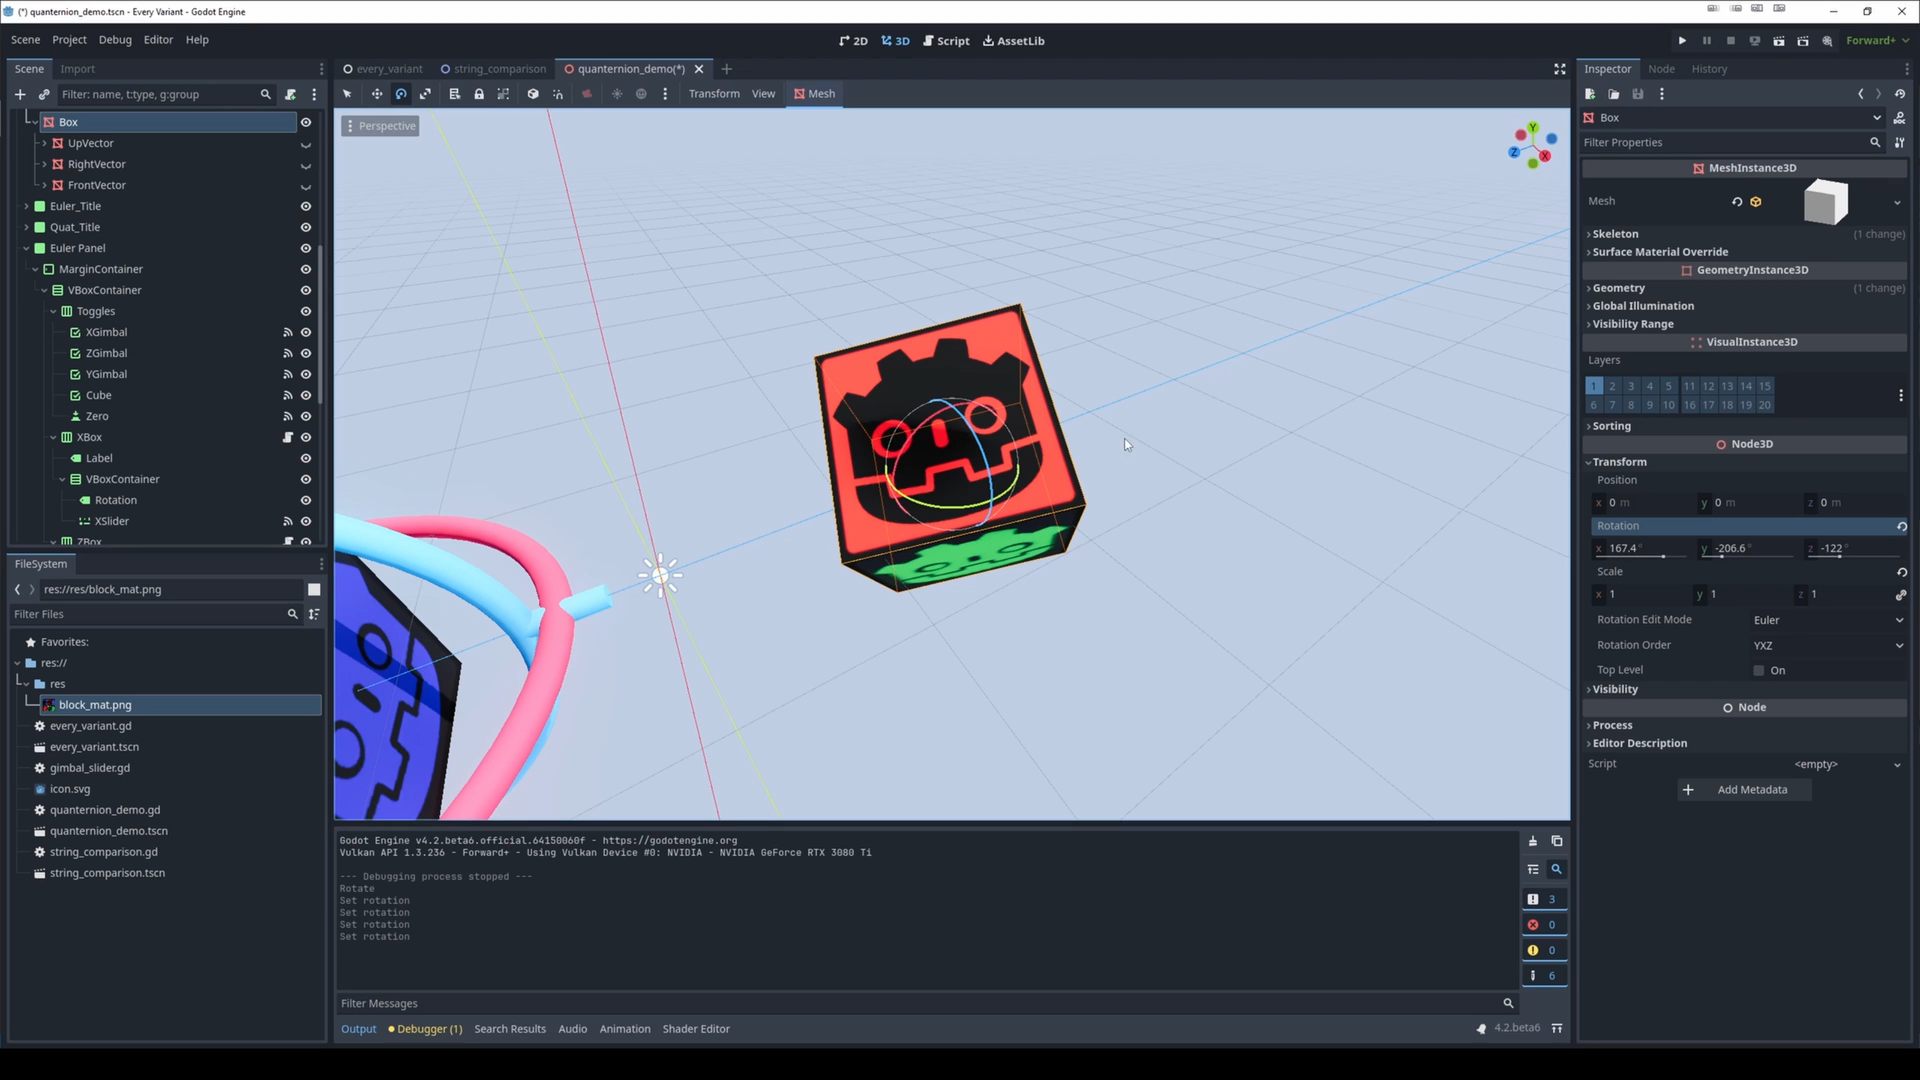 (*) quanternion_demo.tscn - Every Variant - Godot Engine
Scene Project Debug Editor Help
2D 3D Script AssetLib
Forward+
Scene Import
every_variant string_comparison quanternion_demo(*)
Inspector Node History
Filter: name, t:type, g:group
Transform View Mesh
Box
UpVector
RightVector
FrontVector
Euler_Title
Quat_Title
Euler Panel
MarginContainer
VBoxContainer
Toggles
XGimbal
ZGimbal
YGimbal
Cube
Zero
XBox
Label
VBoxContainer
Rotation
XSlider
ZBox
FileSystem
res://res/block_mat.png
Filter Files
Favorites:
res://
res
block_mat.png
every_variant.gd
every_variant.tscn
gimbal_slider.gd
icon.svg
quanternion_demo.gd
quanternion_demo.tscn
string_comparison.gd
string_comparison.tscn
Perspective
Y
Z X
Godot Engine v4.2.beta6.official.64150060f - https://godotengine.org
Vulkan API 1.3.236 - Forward+ - Using Vulkan Device #0: NVIDIA - NVIDIA GeForce RTX 3080 Ti
--- Debugging process stopped ---
Rotate
Set rotation
Set rotation
Set rotation
Set rotation
3
0
0
6
Filter Messages
Output Debugger (1) Search Results Audio Animation Shader Editor
4.2.beta6
Box
Filter Properties
MeshInstance3D
Mesh
Skeleton (1 change)
Surface Material Override
GeometryInstance3D
Geometry (1 change)
Global Illumination
Visibility Range
VisualInstance3D
Layers
1 2 3 4 5 11 12 13 14 15
6 7 8 9 10 16 17 18 19 20
Sorting
Node3D
Transform
Position
x 0 m y 0 m z 0 m
Rotation
x 167.4 ° y -206.6 ° z -122 °
Scale
x 1 y 1 z 1
Rotation Edit Mode Euler
Rotation Order YXZ
Top Level On
Visibility
Node
Process
Editor Description
Script <empty>
Add Metadata